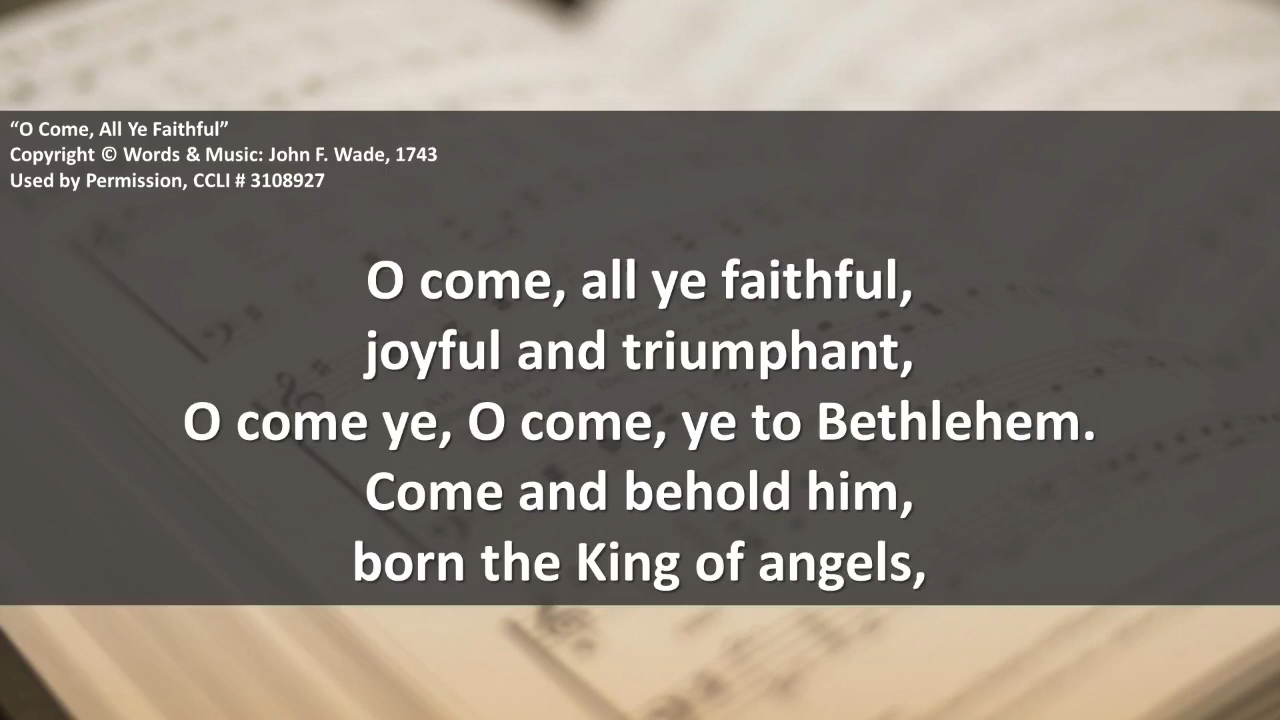 “O Come, All Ye Faithful”
Copyright © Words & Music: John F. Wade, 1743
Used by Permission, CCLI # 3108927
O come, all ye faithful,
joyful and triumphant,
O come ye, O come, ye to Bethlehem.
Come and behold him,
born the King of angels,